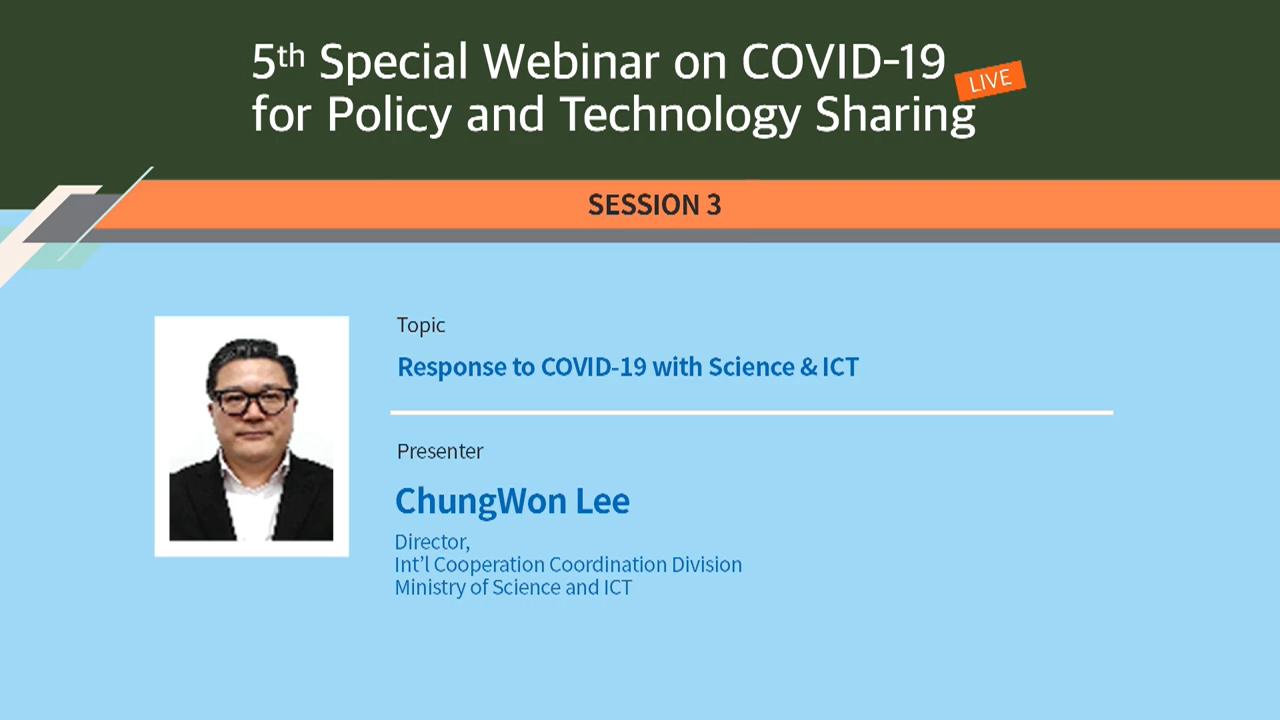 5th Special Webinar on COVID-19
for Policy and Technology Sharing
LIVE
SESSION 3
Topic
Response to COVID-19 with Science & ICT
Presenter
ChungWon Lee
Director,
Int'l Cooperation Coordination Division
Ministry of Science and ICT